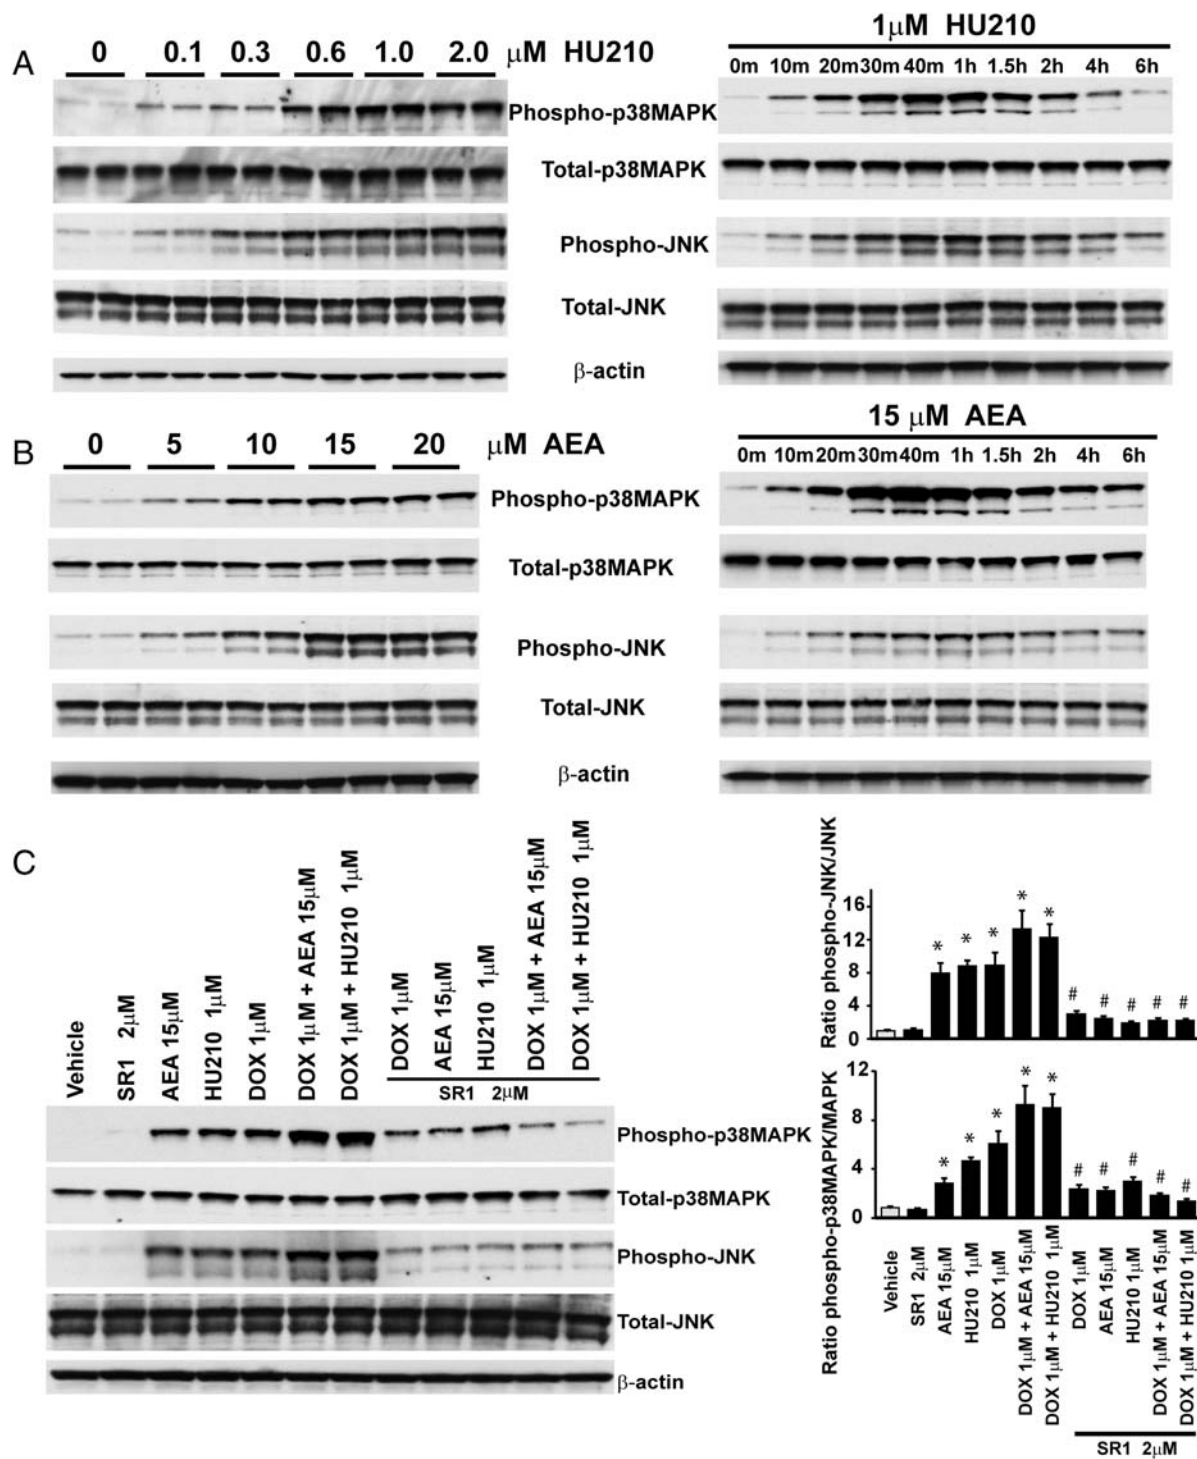 A
0 0.1 0.3 0.6 1.0 2.0 μM HU210
1μM HU210
0m 10m 20m 30m 40m 1h 1.5h 2h 4h 6h
Phospho-p38MAPK
Total-p38MAPK
Phospho-JNK
Total-JNK
β-actin
B
0 5 10 15 20 μM AEA
15 μM AEA
0m 10m 20m 30m 40m 1h 1.5h 2h 4h 6h
Phospho-p38MAPK
Total-p38MAPK
Phospho-JNK
Total-JNK
β-actin
C
Vehicle
SR1 2μM
AEA 15μM
HU210 1μM
DOX 1μM
DOX 1μM + AEA 15μM
DOX 1μM + HU210 1μM
DOX 1μM
AEA 15μM
HU210 1μM
DOX 1μM + AEA 15μM
DOX 1μM + HU210 1μM
SR1 2μM
Phospho-p38MAPK
Total-p38MAPK
Phospho-JNK
Total-JNK
β-actin
Ratio phospho-JNK/JNK
16
12
8
4
0
* * * * * # # # # #
Ratio phospho-p38MAPK/MAPK
12
8
4
0
* * * * * # # # # #
Vehicle
SR1 2μM
AEA 15μM
HU210 1μM
DOX 1μM
DOX 1μM + AEA 15μM
DOX 1μM + HU210 1μM
DOX 1μM
AEA 15μM
HU210 1μM
DOX 1μM + AEA 15μM
DOX 1μM + HU210 1μM
SR1 2μM